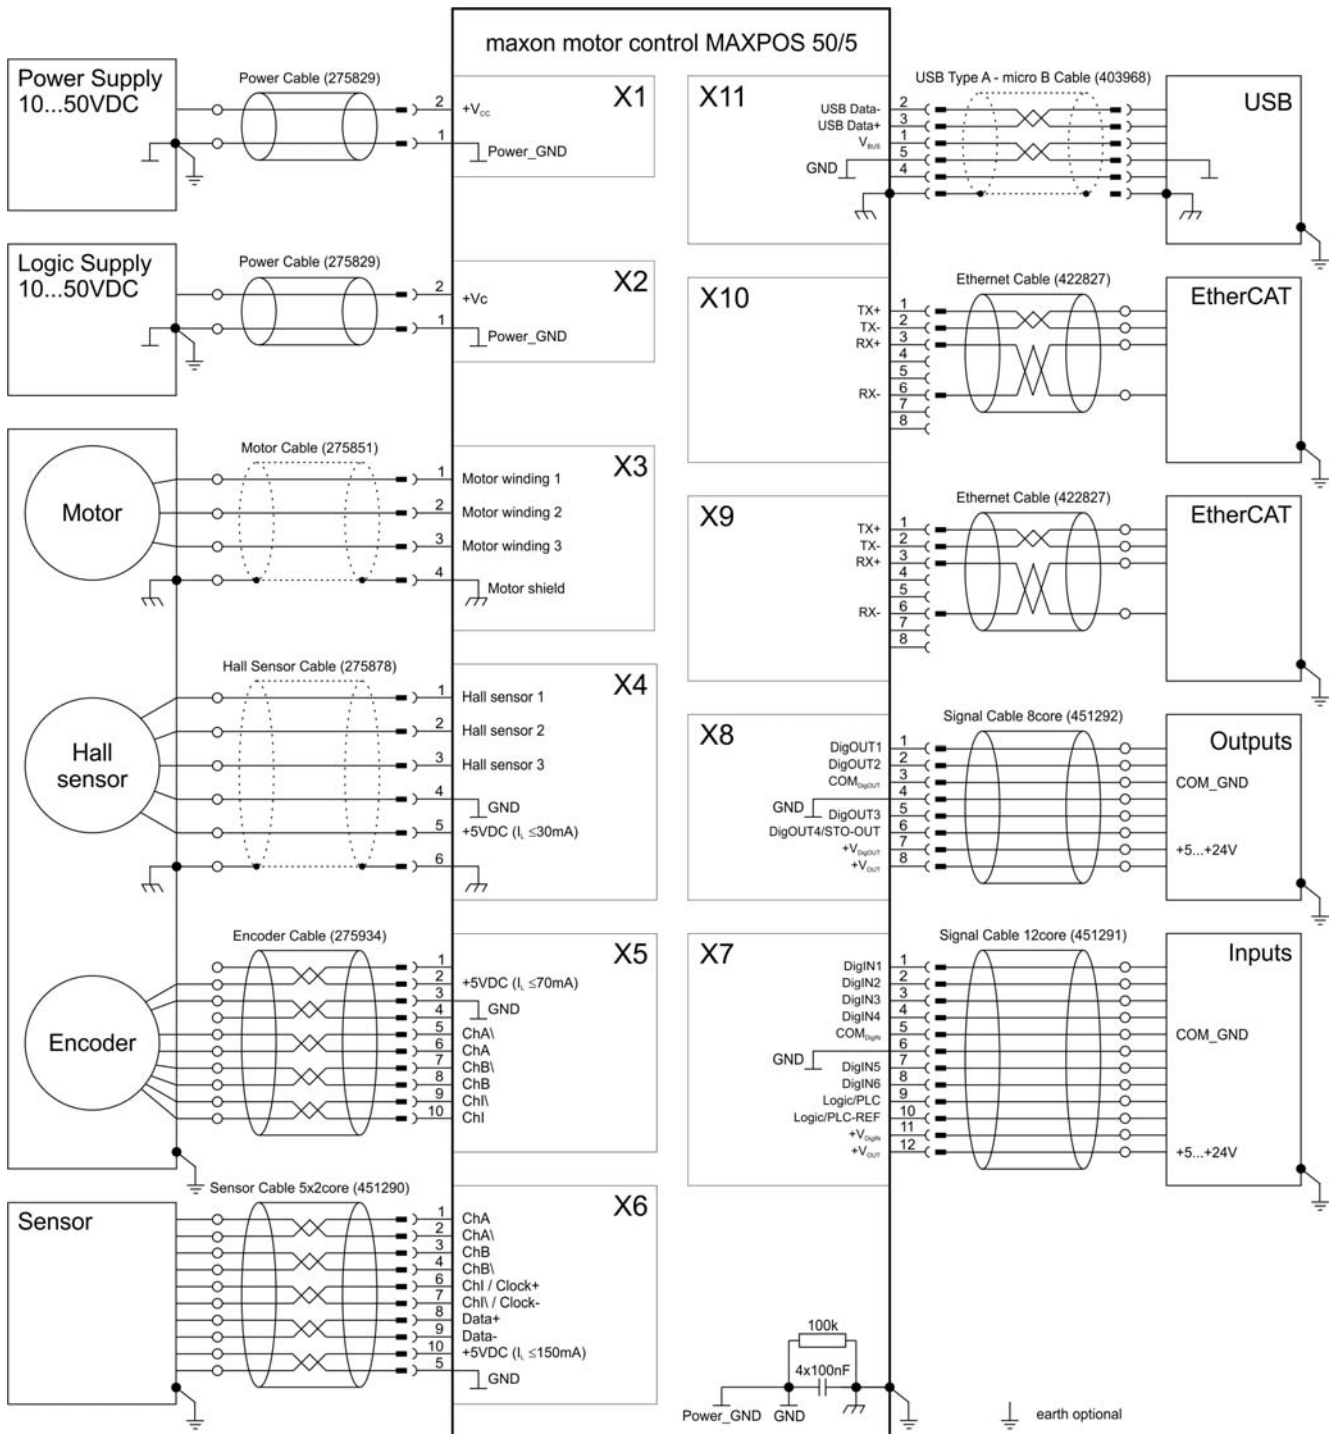 maxon motor control MAXPOS 50/5
Power Supply
10...50VDC
Power Cable (275829)
2
+Vcc
1
Power_GND
X1
Logic Supply
10...50VDC
Power Cable (275829)
2
+Vc
1
Power_GND
X2
Motor
Motor Cable (275851)
1
Motor winding 1
2
Motor winding 2
3
Motor winding 3
4
Motor shield
X3
Hall
sensor
Hall Sensor Cable (275878)
1
Hall sensor 1
2
Hall sensor 2
3
Hall sensor 3
4
GND
5
+5VDC (IL ≤30mA)
6
X4
Encoder
Encoder Cable (275934)
1
2
+5VDC (IL ≤70mA)
3
GND
4
5
ChA\
6
ChA
7
ChB\
8
ChB
9
ChI\
10
ChI
X5
Sensor
Sensor Cable 5x2core (451290)
1
ChA
2
ChA\
3
ChB
4
ChB\
6
ChI / Clock+
7
ChI\ / Clock-
8
Data+
9
Data-
10
+5VDC (IL ≤150mA)
5
GND
X6
X11
USB Type A - micro B Cable (403968)
USB
USB Data-
2
USB Data+
3
VBUS
1
5
GND
4
X10
Ethernet Cable (422827)
EtherCAT
TX+
1
TX-
2
RX+
3
4
5
RX-
6
7
8
X9
Ethernet Cable (422827)
EtherCAT
TX+
1
TX-
2
RX+
3
4
5
RX-
6
7
8
X8
Signal Cable 8core (451292)
Outputs
DigOUT1
1
DigOUT2
2
COMDigOUT
3
COM_GND
4
GND
DigOUT3
5
DigOUT4/STO-OUT
6
+VDigOUT
7
+5...+24V
+VOUT
8
X7
Signal Cable 12core (451291)
Inputs
DigIN1
1
DigIN2
2
DigIN3
3
DigIN4
4
COMDigIN
5
COM_GND
6
GND
DigIN5
7
DigIN6
8
Logic/PLC
9
Logic/PLC-REF
10
+VDigIN
11
+VOUT
12
+5...+24V
100k
4x100nF
Power_GND
GND
earth optional